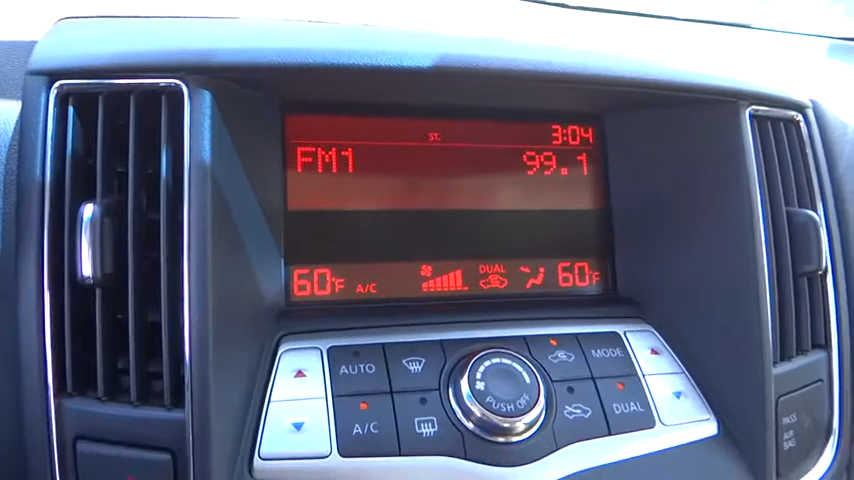 ST. 3:04
FM1 99.1
60°F A/C DUAL 60°F
AUTO MODE
A/C PUSH OFF DUAL
PASS
AIR
BAG